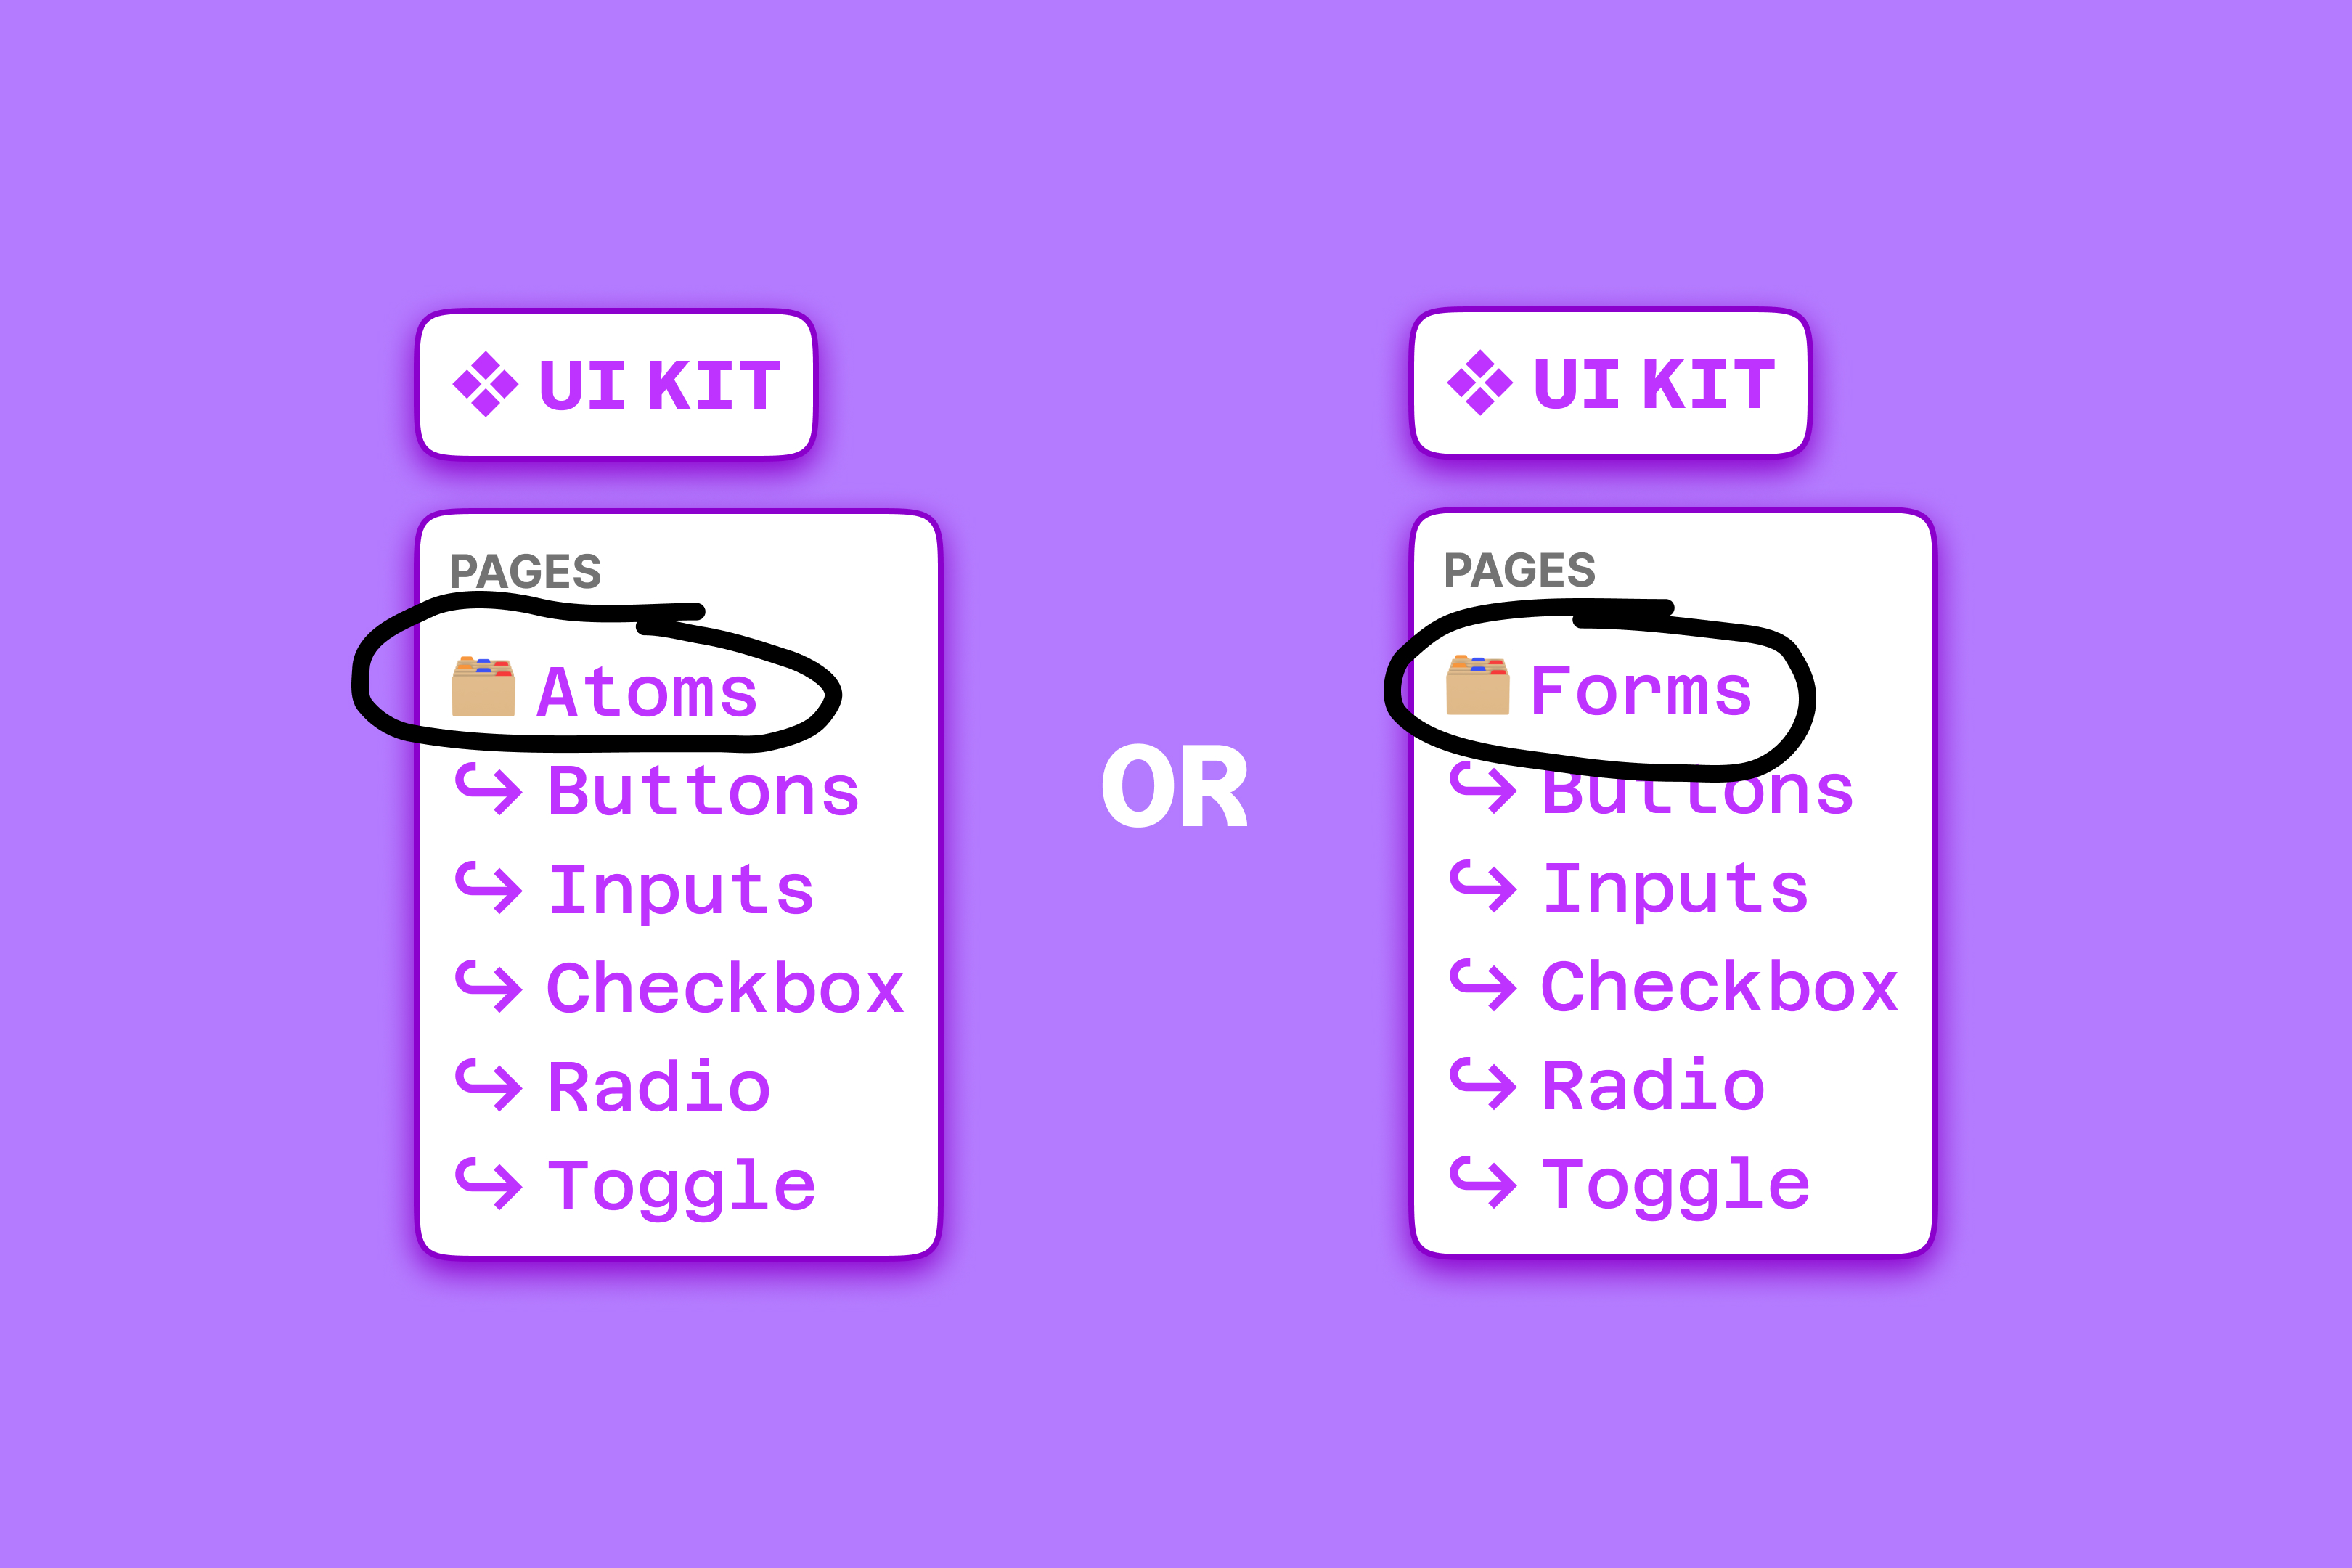 UI KIT
PAGES
Atoms
Buttons
Inputs
Checkbox
Radio
Toggle
OR
UI KIT
PAGES
Forms
Buttons
Inputs
Checkbox
Radio
Toggle